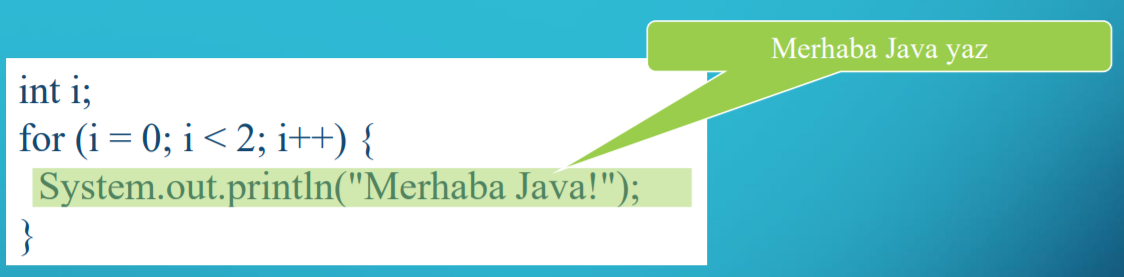 Merhaba Java yaz
int i;
for (i = 0; i < 2; i++) {
System.out.println("Merhaba Java!");
}